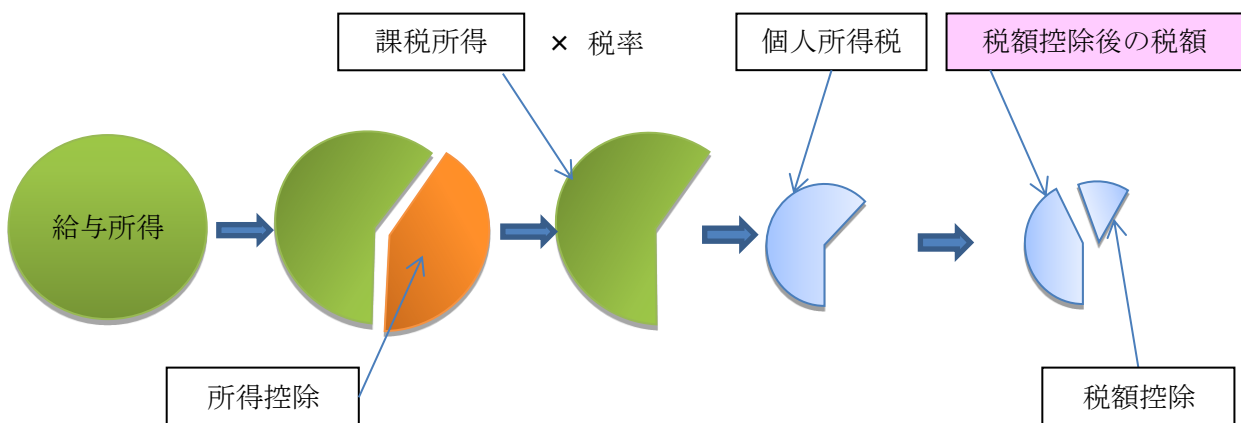 課税所得 × 税率
個人所得税
税額控除後の税額
給与所得
所得控除
税額控除